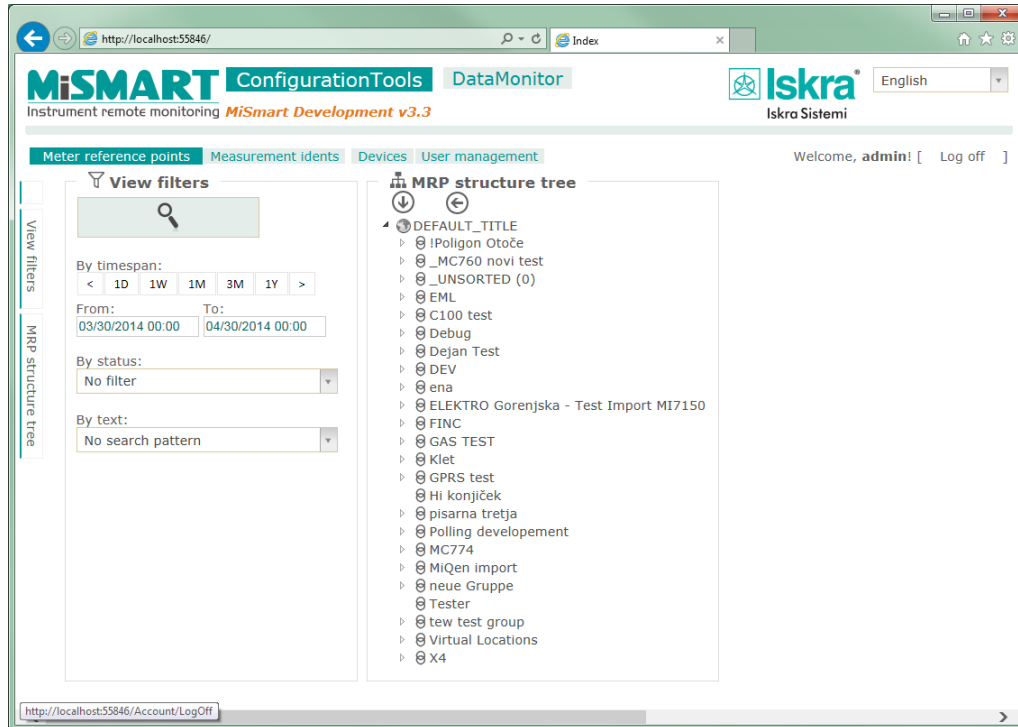 http://localhost:55846/
Index
MiSMART
ConfigurationTools
DataMonitor
Iskra®
English
Instrument remote monitoring MiSmart Development v3.3
Iskra Sistemi
Meter reference points
Measurement idents
Devices
User management
Welcome, admin! [ Log off ]
View filters
MRP structure tree
View filters
By timespan:
< 1D 1W 1M 3M 1Y >
From: To:
03/30/2014 00:00 04/30/2014 00:00
By status:
No filter
By text:
No search pattern
MRP structure tree
DEFAULT_TITLE
!Poligon Otoče
_MC760 novi test
_UNSORTED (0)
EML
C100 test
Debug
Dejan Test
DEV
ena
ELEKTRO Gorenjska - Test Import MI7150
FINC
GAS TEST
Klet
GPRS test
Hi konjiček
pisarna tretja
Polling developement
MC774
MiQen import
neue Gruppe
Tester
tew test group
Virtual Locations
X4
http://localhost:55846/Account/LogOff